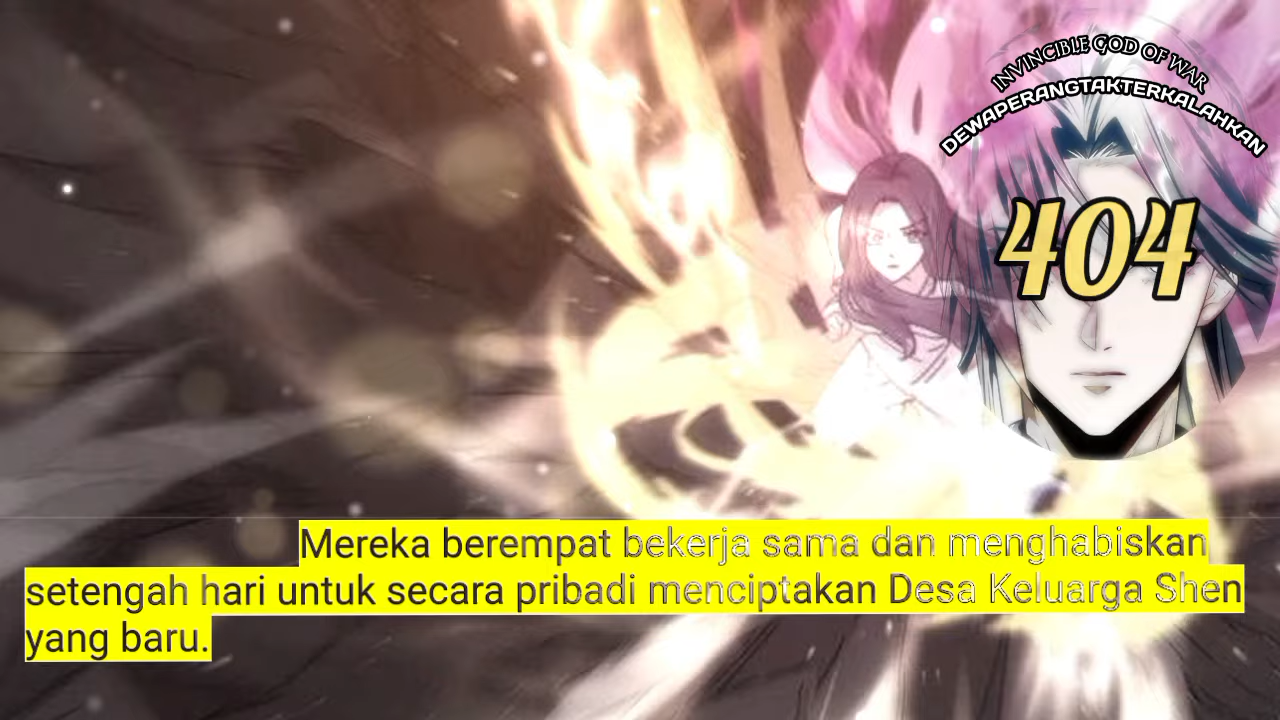 INVINCIBLE GOD OF WAR
DEWAPERANGTAKTERKALAHKAN
404
Mereka berempat bekerja sama dan menghabiskan
setengah hari untuk secara pribadi menciptakan Desa Keluarga Shen
yang baru.